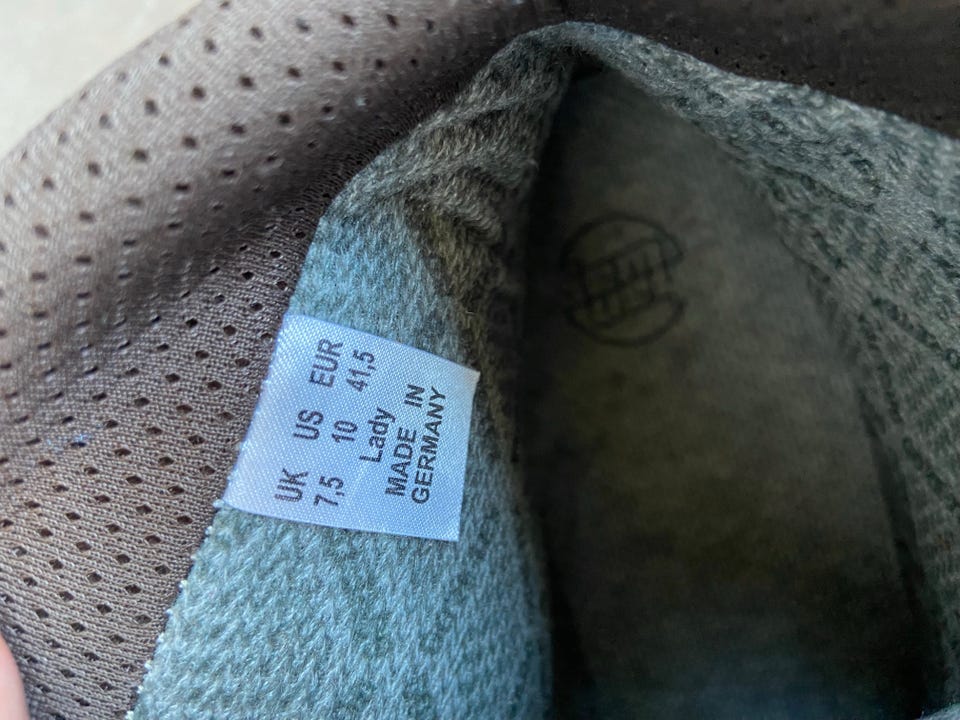 UK US EUR
7,5 10 41,5
Lady
MADE IN
GERMANY